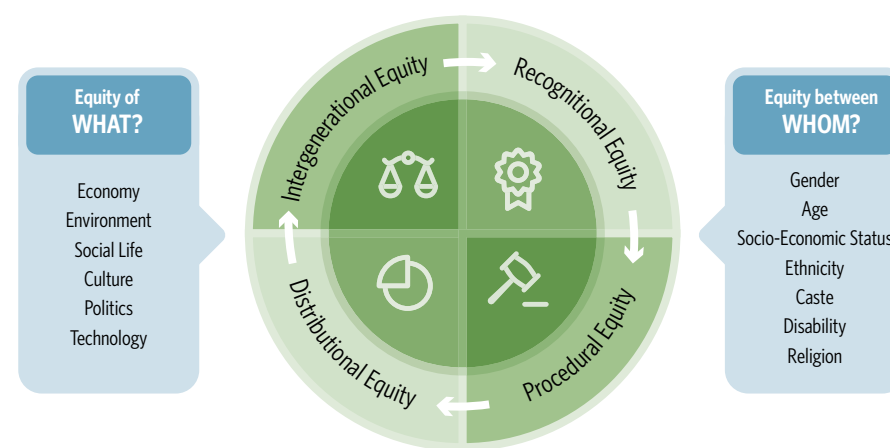 Equity of
WHAT?
Economy
Environment
Social Life
Culture
Politics
Technology
Intergenerational Equity
Recognitional Equity
Procedural Equity
Distributional Equity
Equity between
WHOM?
Gender
Age
Socio-Economic Status
Ethnicity
Caste
Disability
Religion